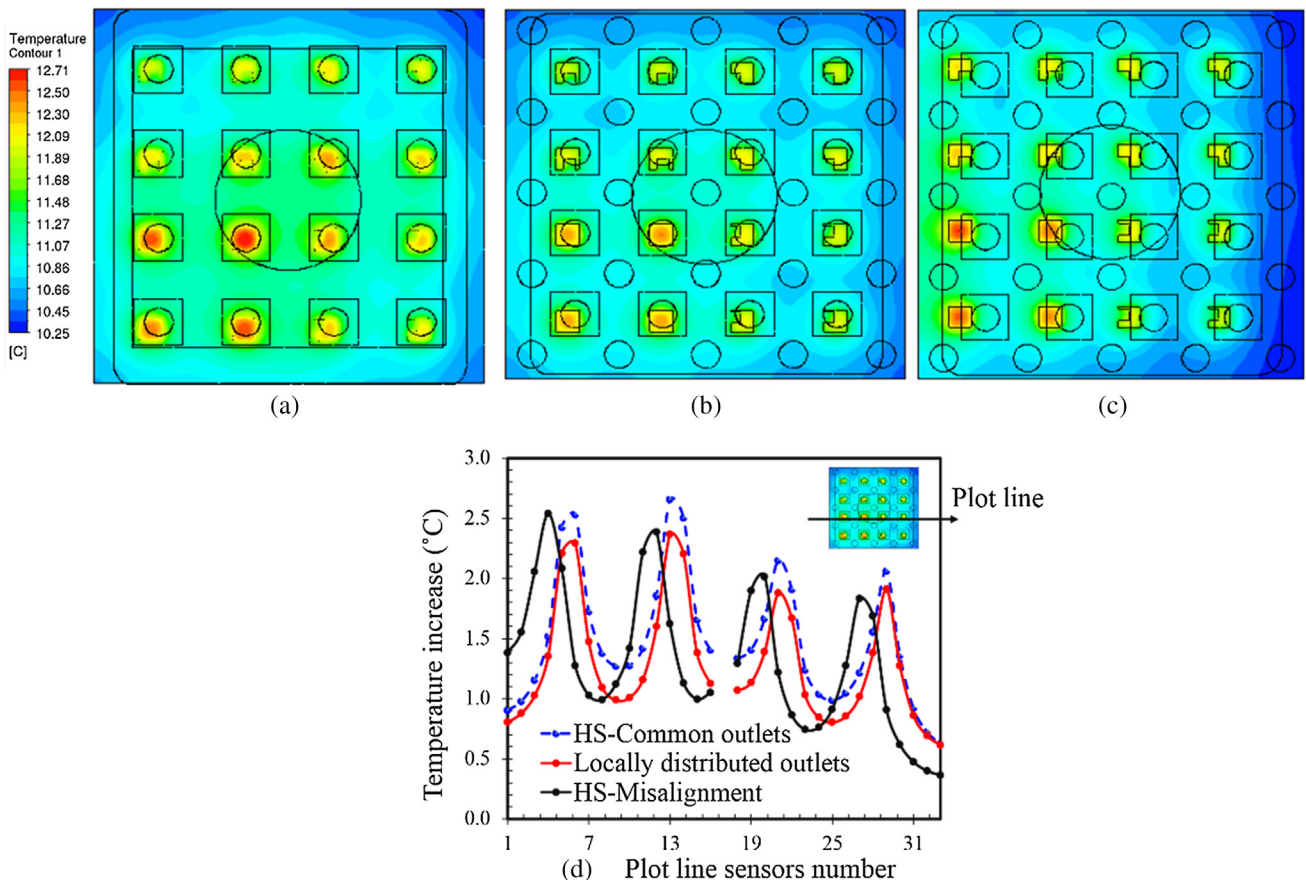 Temperature
Contour 1
12.71
12.50
12.30
12.09
11.89
11.68
11.48
11.27
11.07
10.86
10.66
10.45
10.25
[C]
(a)
(b)
(c)
3.0
2.5
2.0
1.5
1.0
0.5
0.0
Temperature increase (˚C)
Plot line
HS-Common outlets
Locally distributed outlets
HS-Misalignment
1 7 13 19 25 31
(d) Plot line sensors number